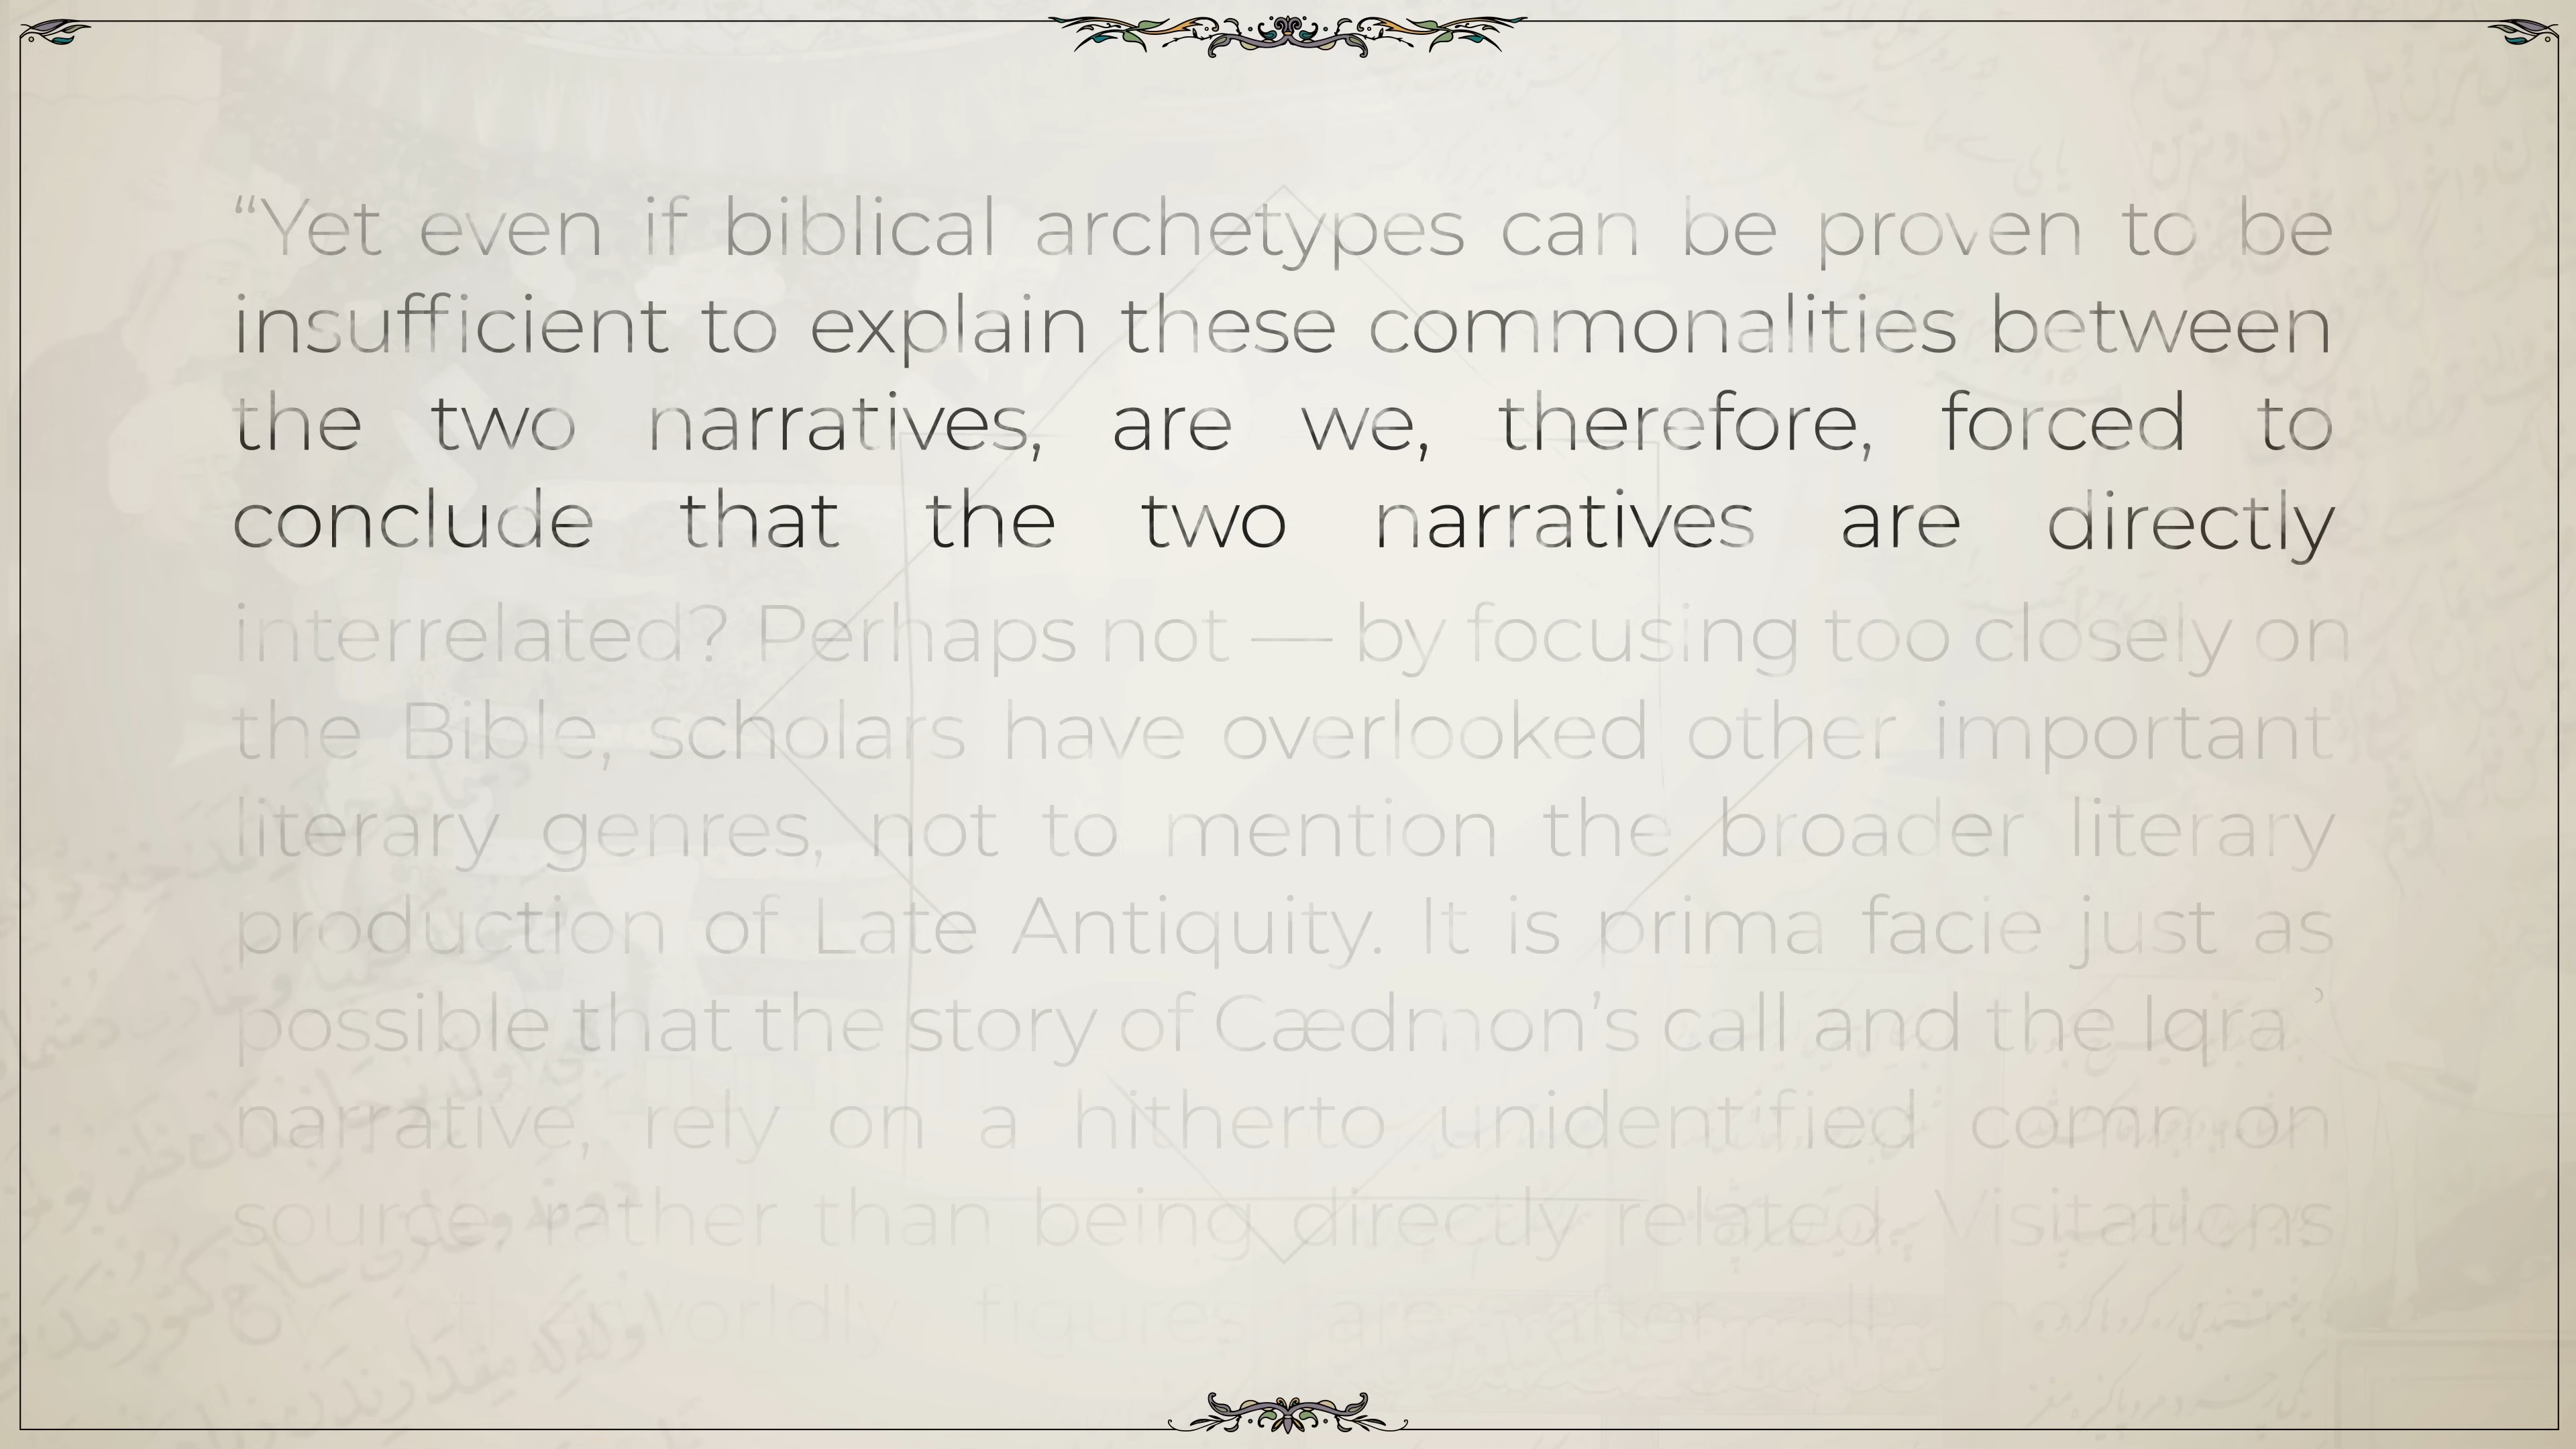 “Yet even if biblical archetypes can be proven to be
insufficient to explain these commonalities between
the two narratives, are we, therefore, forced to
conclude that the two narratives are directly
interrelated? Perhaps not — by focusing too closely on
the Bible, scholars have overlooked other important
literary genres, not to mention the broader literary
production of Late Antiquity. It is prima facie just as
possible that the story of Cædmon’s call and the Iqraʾ
narrative, rely on a hitherto unidentified common
source, rather than being directly related. Visitations
figures are after